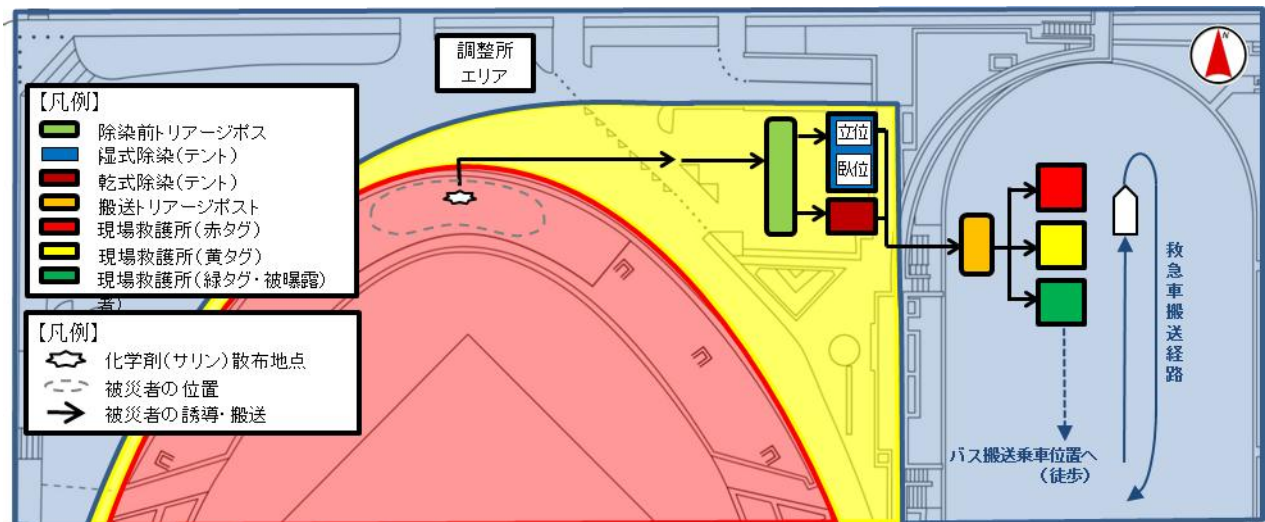 調整所
エリア
N
【凡例】
除染前トリアージポス
湿式除染(テント)
乾式除染(テント)
搬送トリアージポスト
現場救護所(赤タグ)
現場救護所(黄タグ)
現場救護所(緑タグ・被曝露)
者)
【凡例】
化学剤(サリン)散布地点
被災者の位置
被災者の誘導・搬送
立位
臥位
救急車搬送経路
バス搬送乗車位置へ
(徒歩)